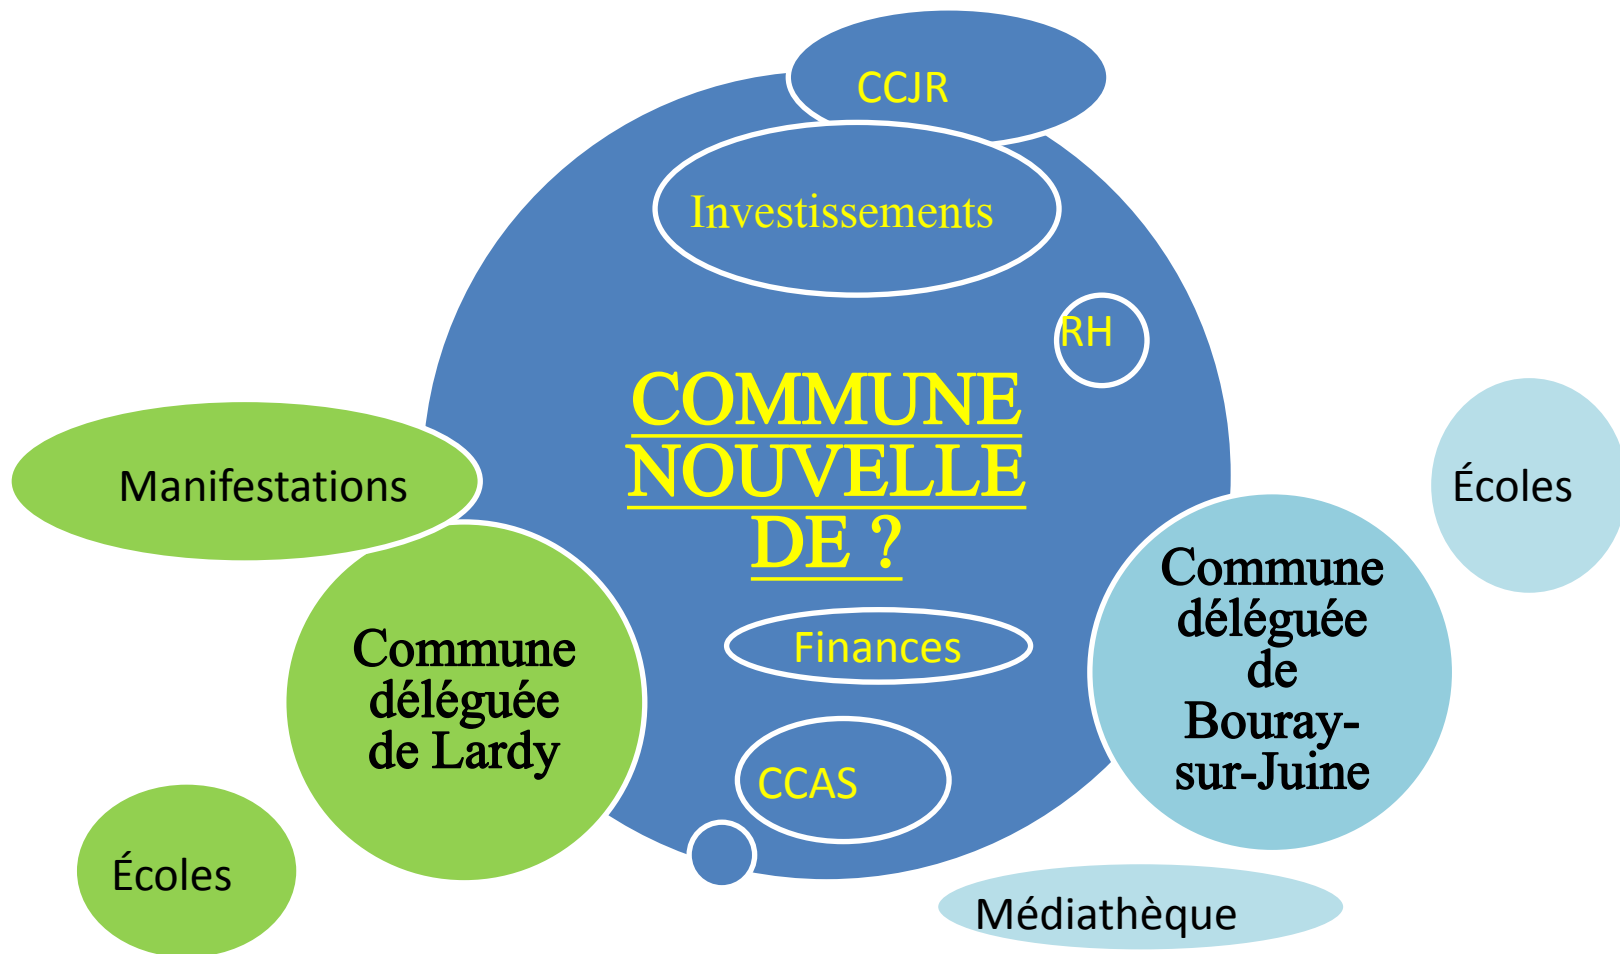 CCJR
Investissements
RH
COMMUNE
NOUVELLE
DE ?
Manifestations
Écoles
Commune
déléguée
de
Bouray-
sur-Juine
Commune
déléguée
de Lardy
Finances
CCAS
Écoles
Médiathèque